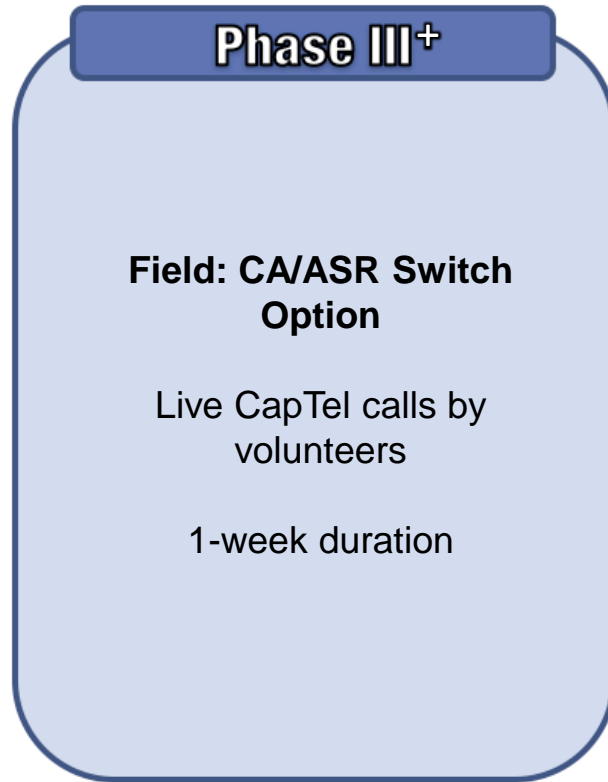 Phase III+
Field: CA/ASR Switch
Option
Live CapTel calls by
volunteers
1-week duration